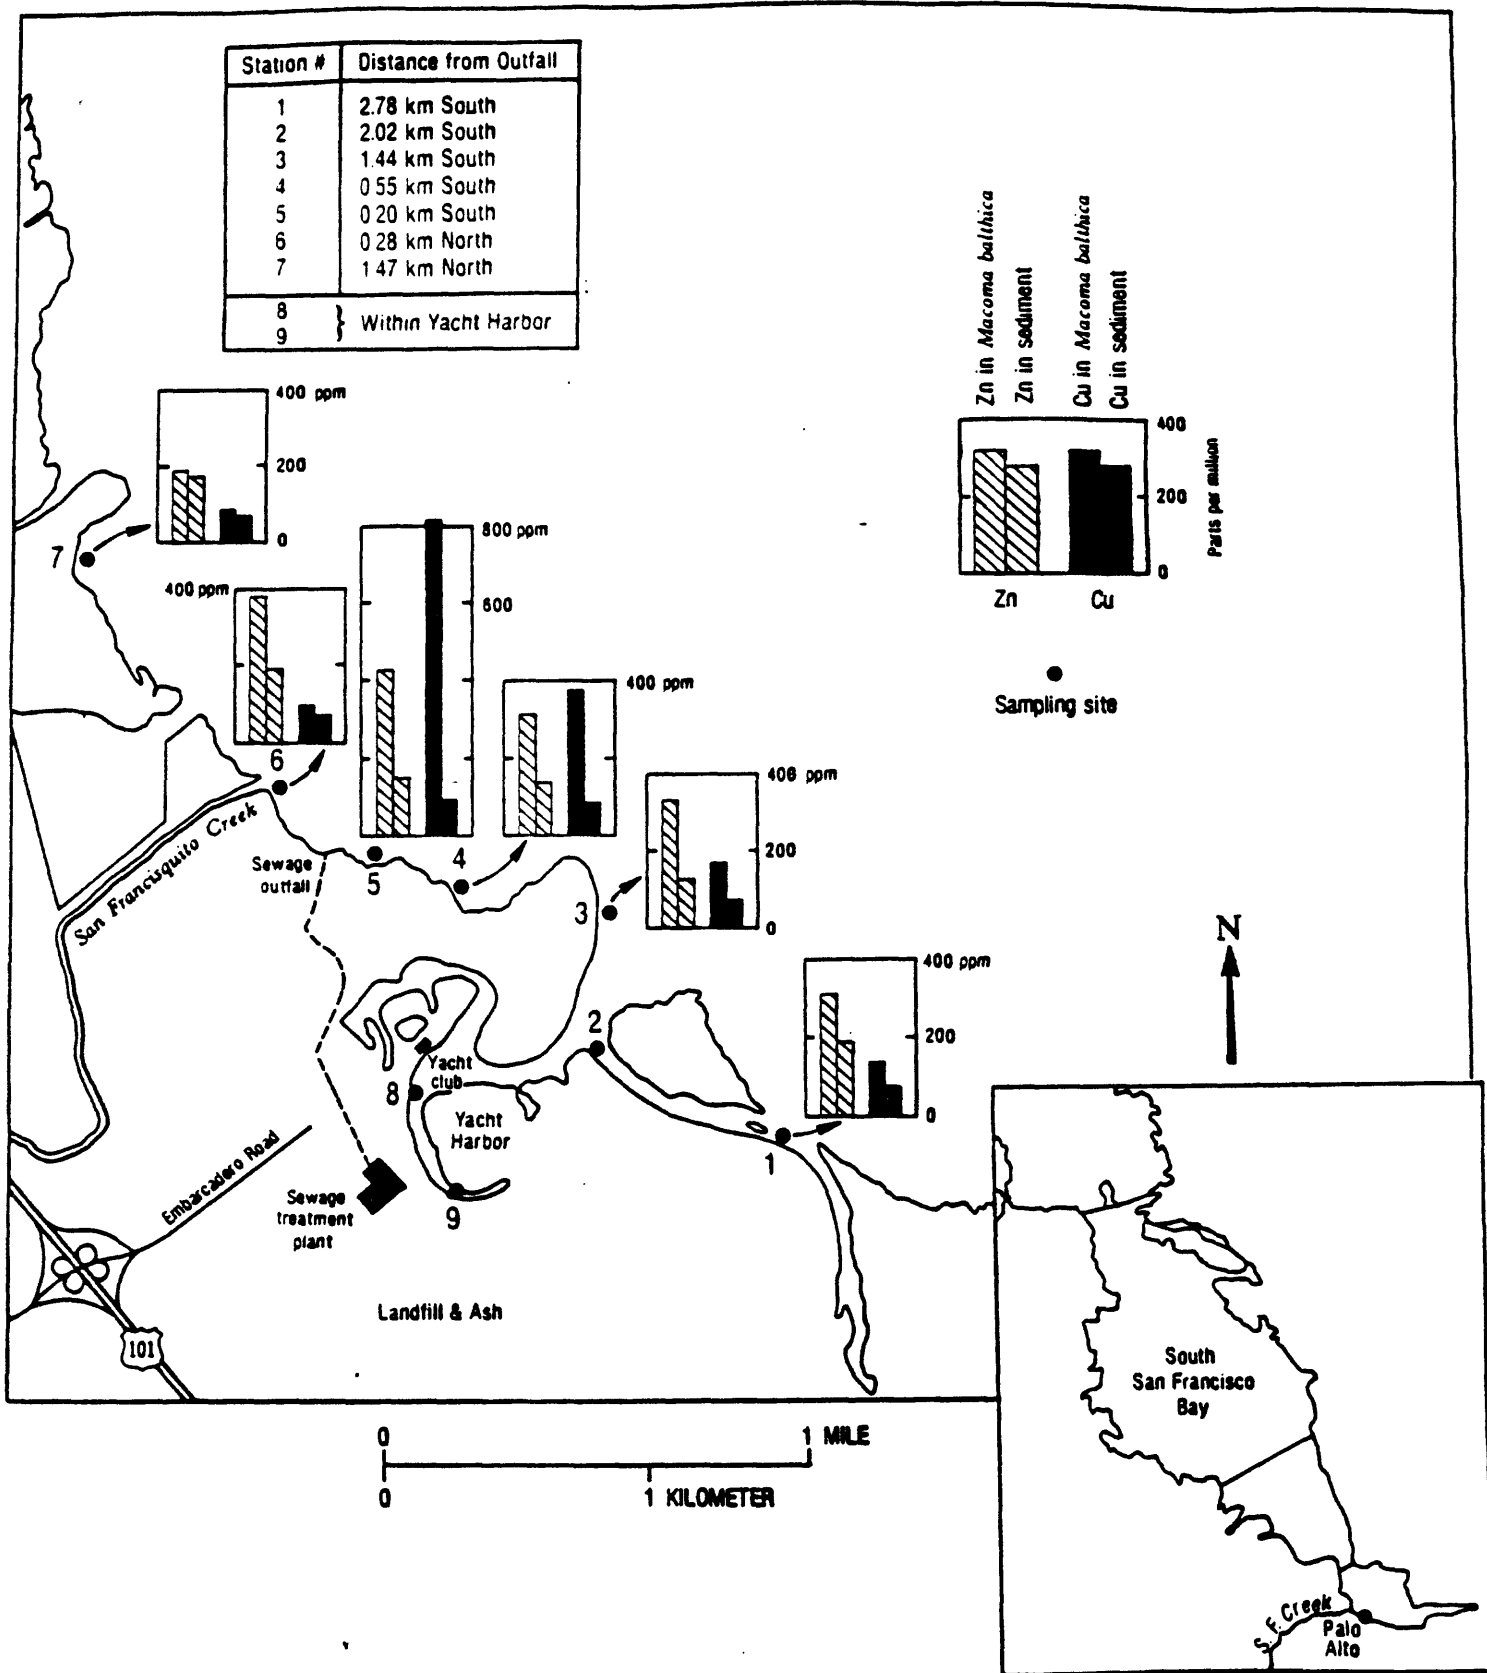 Station # Distance from Outfall
1 2.78 km South
2 2.02 km South
3 1.44 km South
4 0 55 km South
5 0 20 km South
6 0 28 km North
7 1 47 km North
8
9
} Within Yacht Harbor
Zn in Macoma balthica
Zn in sediment
Cu in Macoma balthica
Cu in sediment
400
200
0
Parts per million
Zn Cu
Sampling site
400 ppm
200
0
7
400 ppm
6
800 ppm
600
5
400 ppm
4
406 ppm
200
0
3
400 ppm
200
0
2
1
San Francisquito Creek
Sewage
outfall
Yacht
club
8
Yacht
Harbor
9
Embarcadero Road
Sewage
treatment
plant
Landfill & Ash
101
N
0 1 MILE
0 1 KILOMETER
South
San Francisco
Bay
S. F. Creek
Palo
Alto